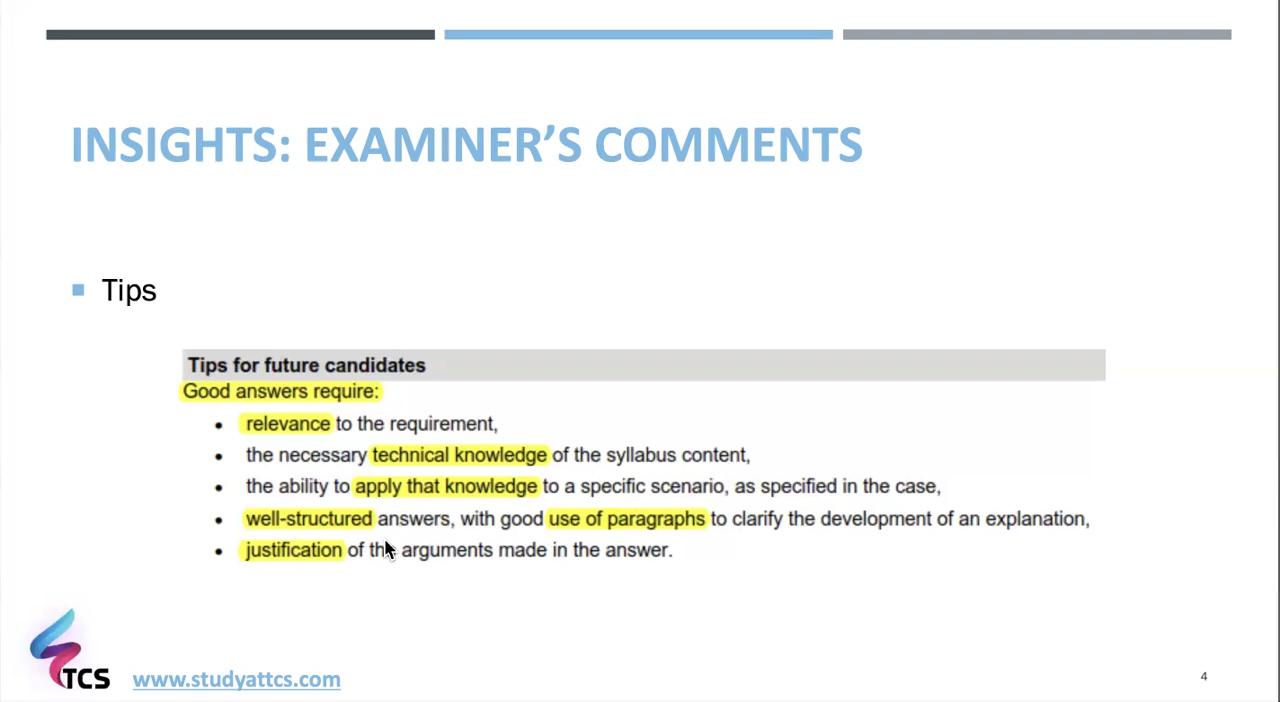 INSIGHTS: EXAMINER’S COMMENTS
Tips
Tips for future candidates
Good answers require:
relevance to the requirement,
the necessary technical knowledge of the syllabus content,
the ability to apply that knowledge to a specific scenario, as specified in the case,
well-structured answers, with good use of paragraphs to clarify the development of an explanation,
justification of the arguments made in the answer.
TCS
www.studyattcs.com
4